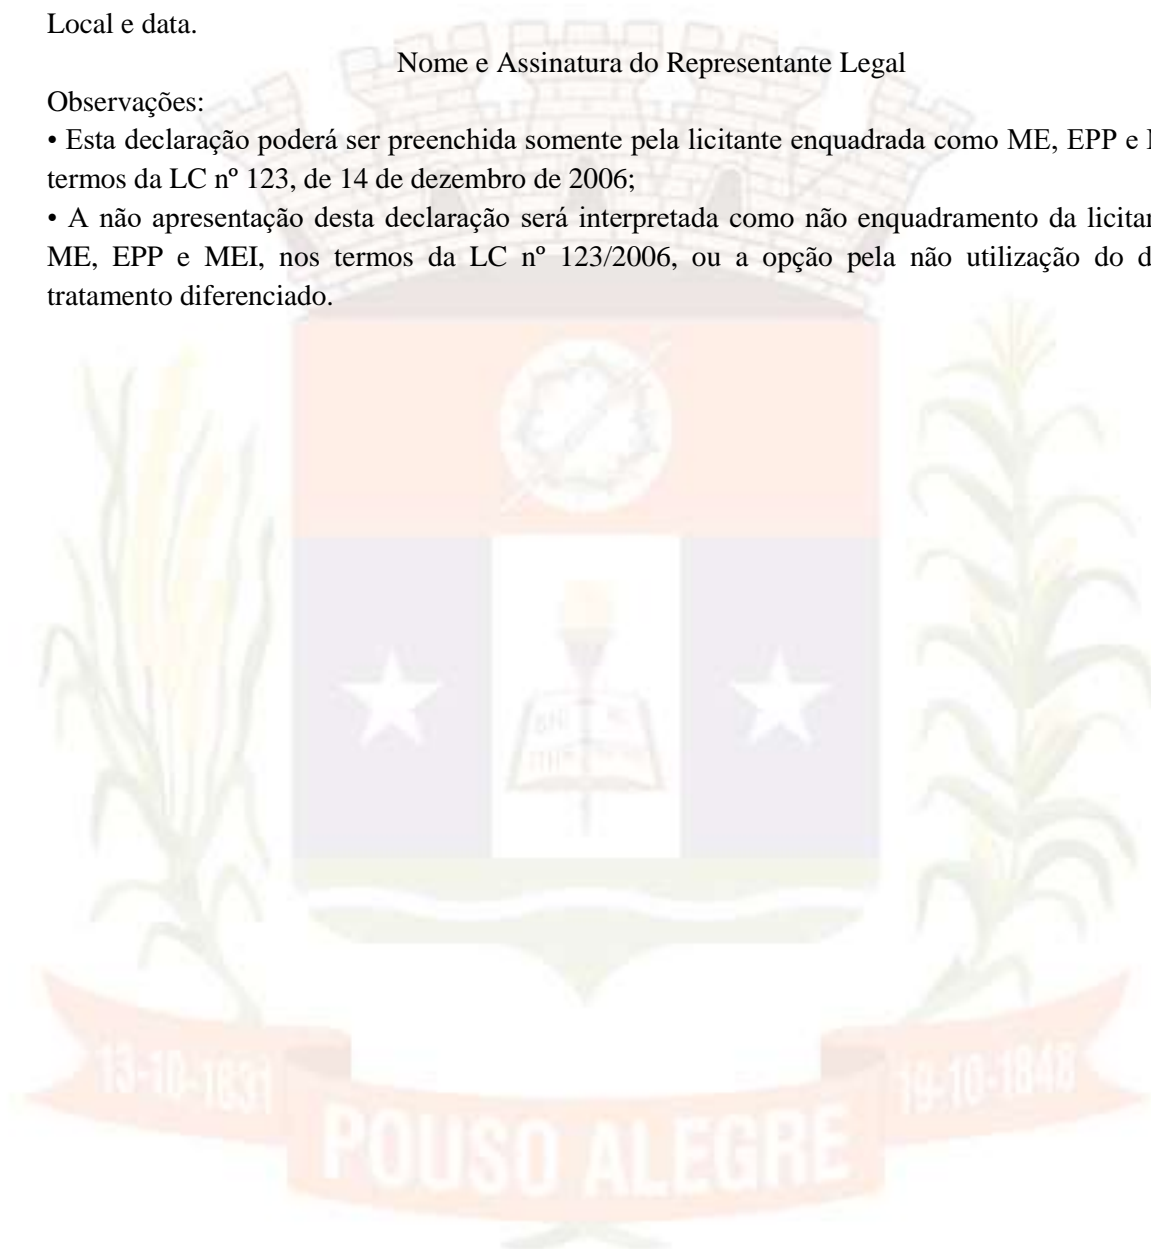 Local e data.
Nome e Assinatura do Representante Legal
Observações:
• Esta declaração poderá ser preenchida somente pela licitante enquadrada como ME, EPP e
termos da LC nº 123, de 14 de dezembro de 2006;
• A não apresentação desta declaração será interpretada como não enquadramento da
ME, EPP e MEI, nos termos da LC nº 123/2006, ou a opção pela não utilização do
tratamento diferenciado.
13-10-1831
19-10-1848
POUSO ALEGRE